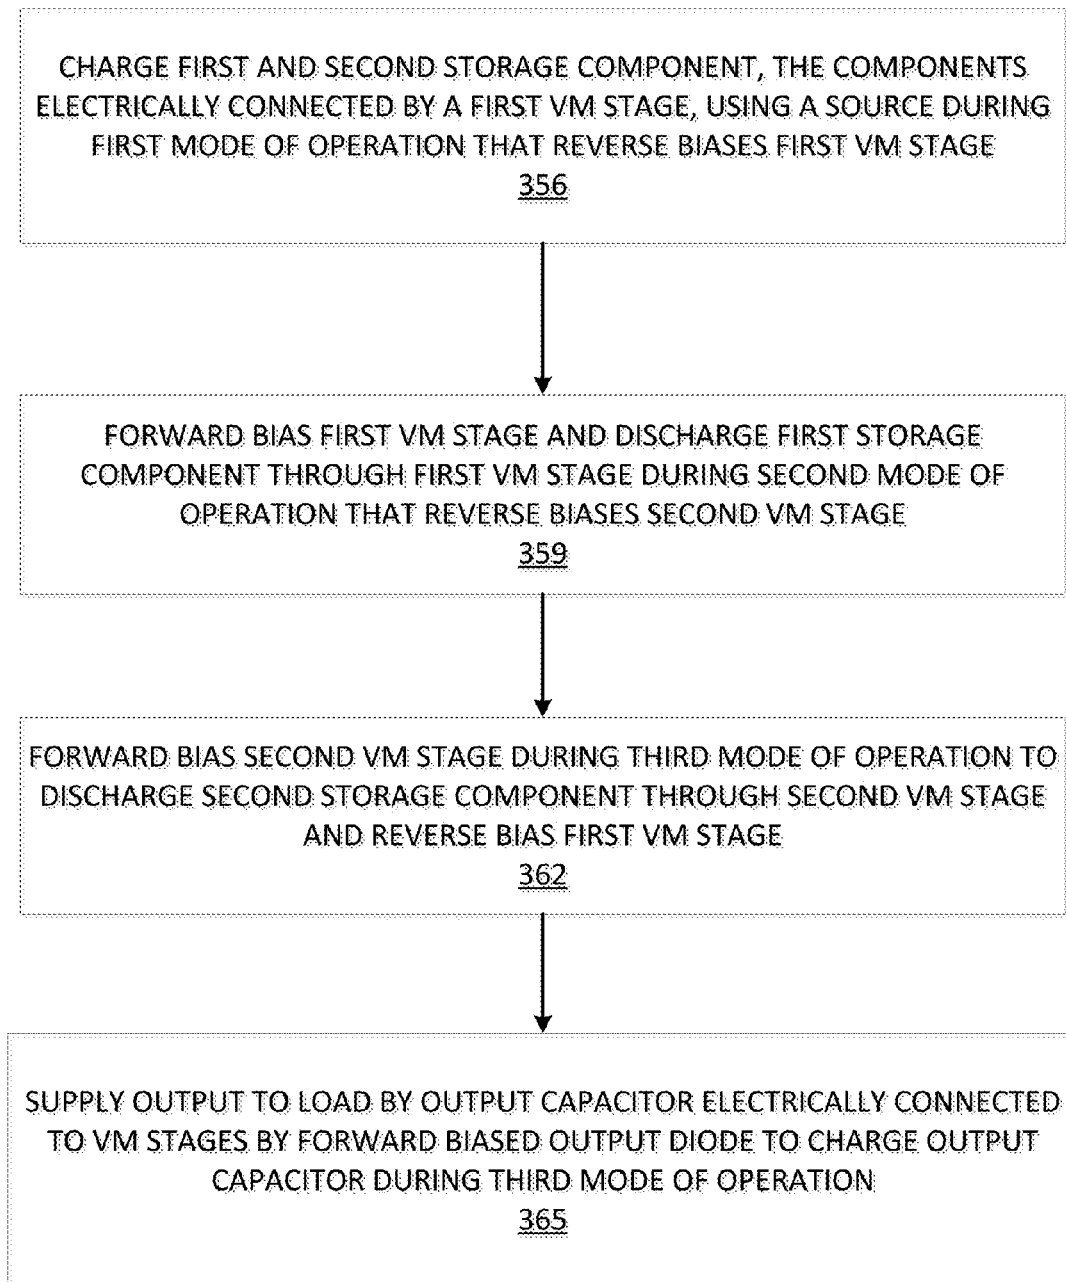 CHARGE FIRST AND SECOND STORAGE COMPONENT, THE COMPONENTS
ELECTRICALLY CONNECTED BY A FIRST VM STAGE, USING A SOURCE DURING
FIRST MODE OF OPERATION THAT REVERSE BIASES FIRST VM STAGE
356
FORWARD BIAS FIRST VM STAGE AND DISCHARGE FIRST STORAGE
COMPONENT THROUGH FIRST VM STAGE DURING SECOND MODE OF
OPERATION THAT REVERSE BIASES SECOND VM STAGE
359
FORWARD BIAS SECOND VM STAGE DURING THIRD MODE OF OPERATION TO
DISCHARGE SECOND STORAGE COMPONENT THROUGH SECOND VM STAGE
AND REVERSE BIAS FIRST VM STAGE
362
SUPPLY OUTPUT TO LOAD BY OUTPUT CAPACITOR ELECTRICALLY CONNECTED
TO VM STAGES BY FORWARD BIASED OUTPUT DIODE TO CHARGE OUTPUT
CAPACITOR DURING THIRD MODE OF OPERATION
365